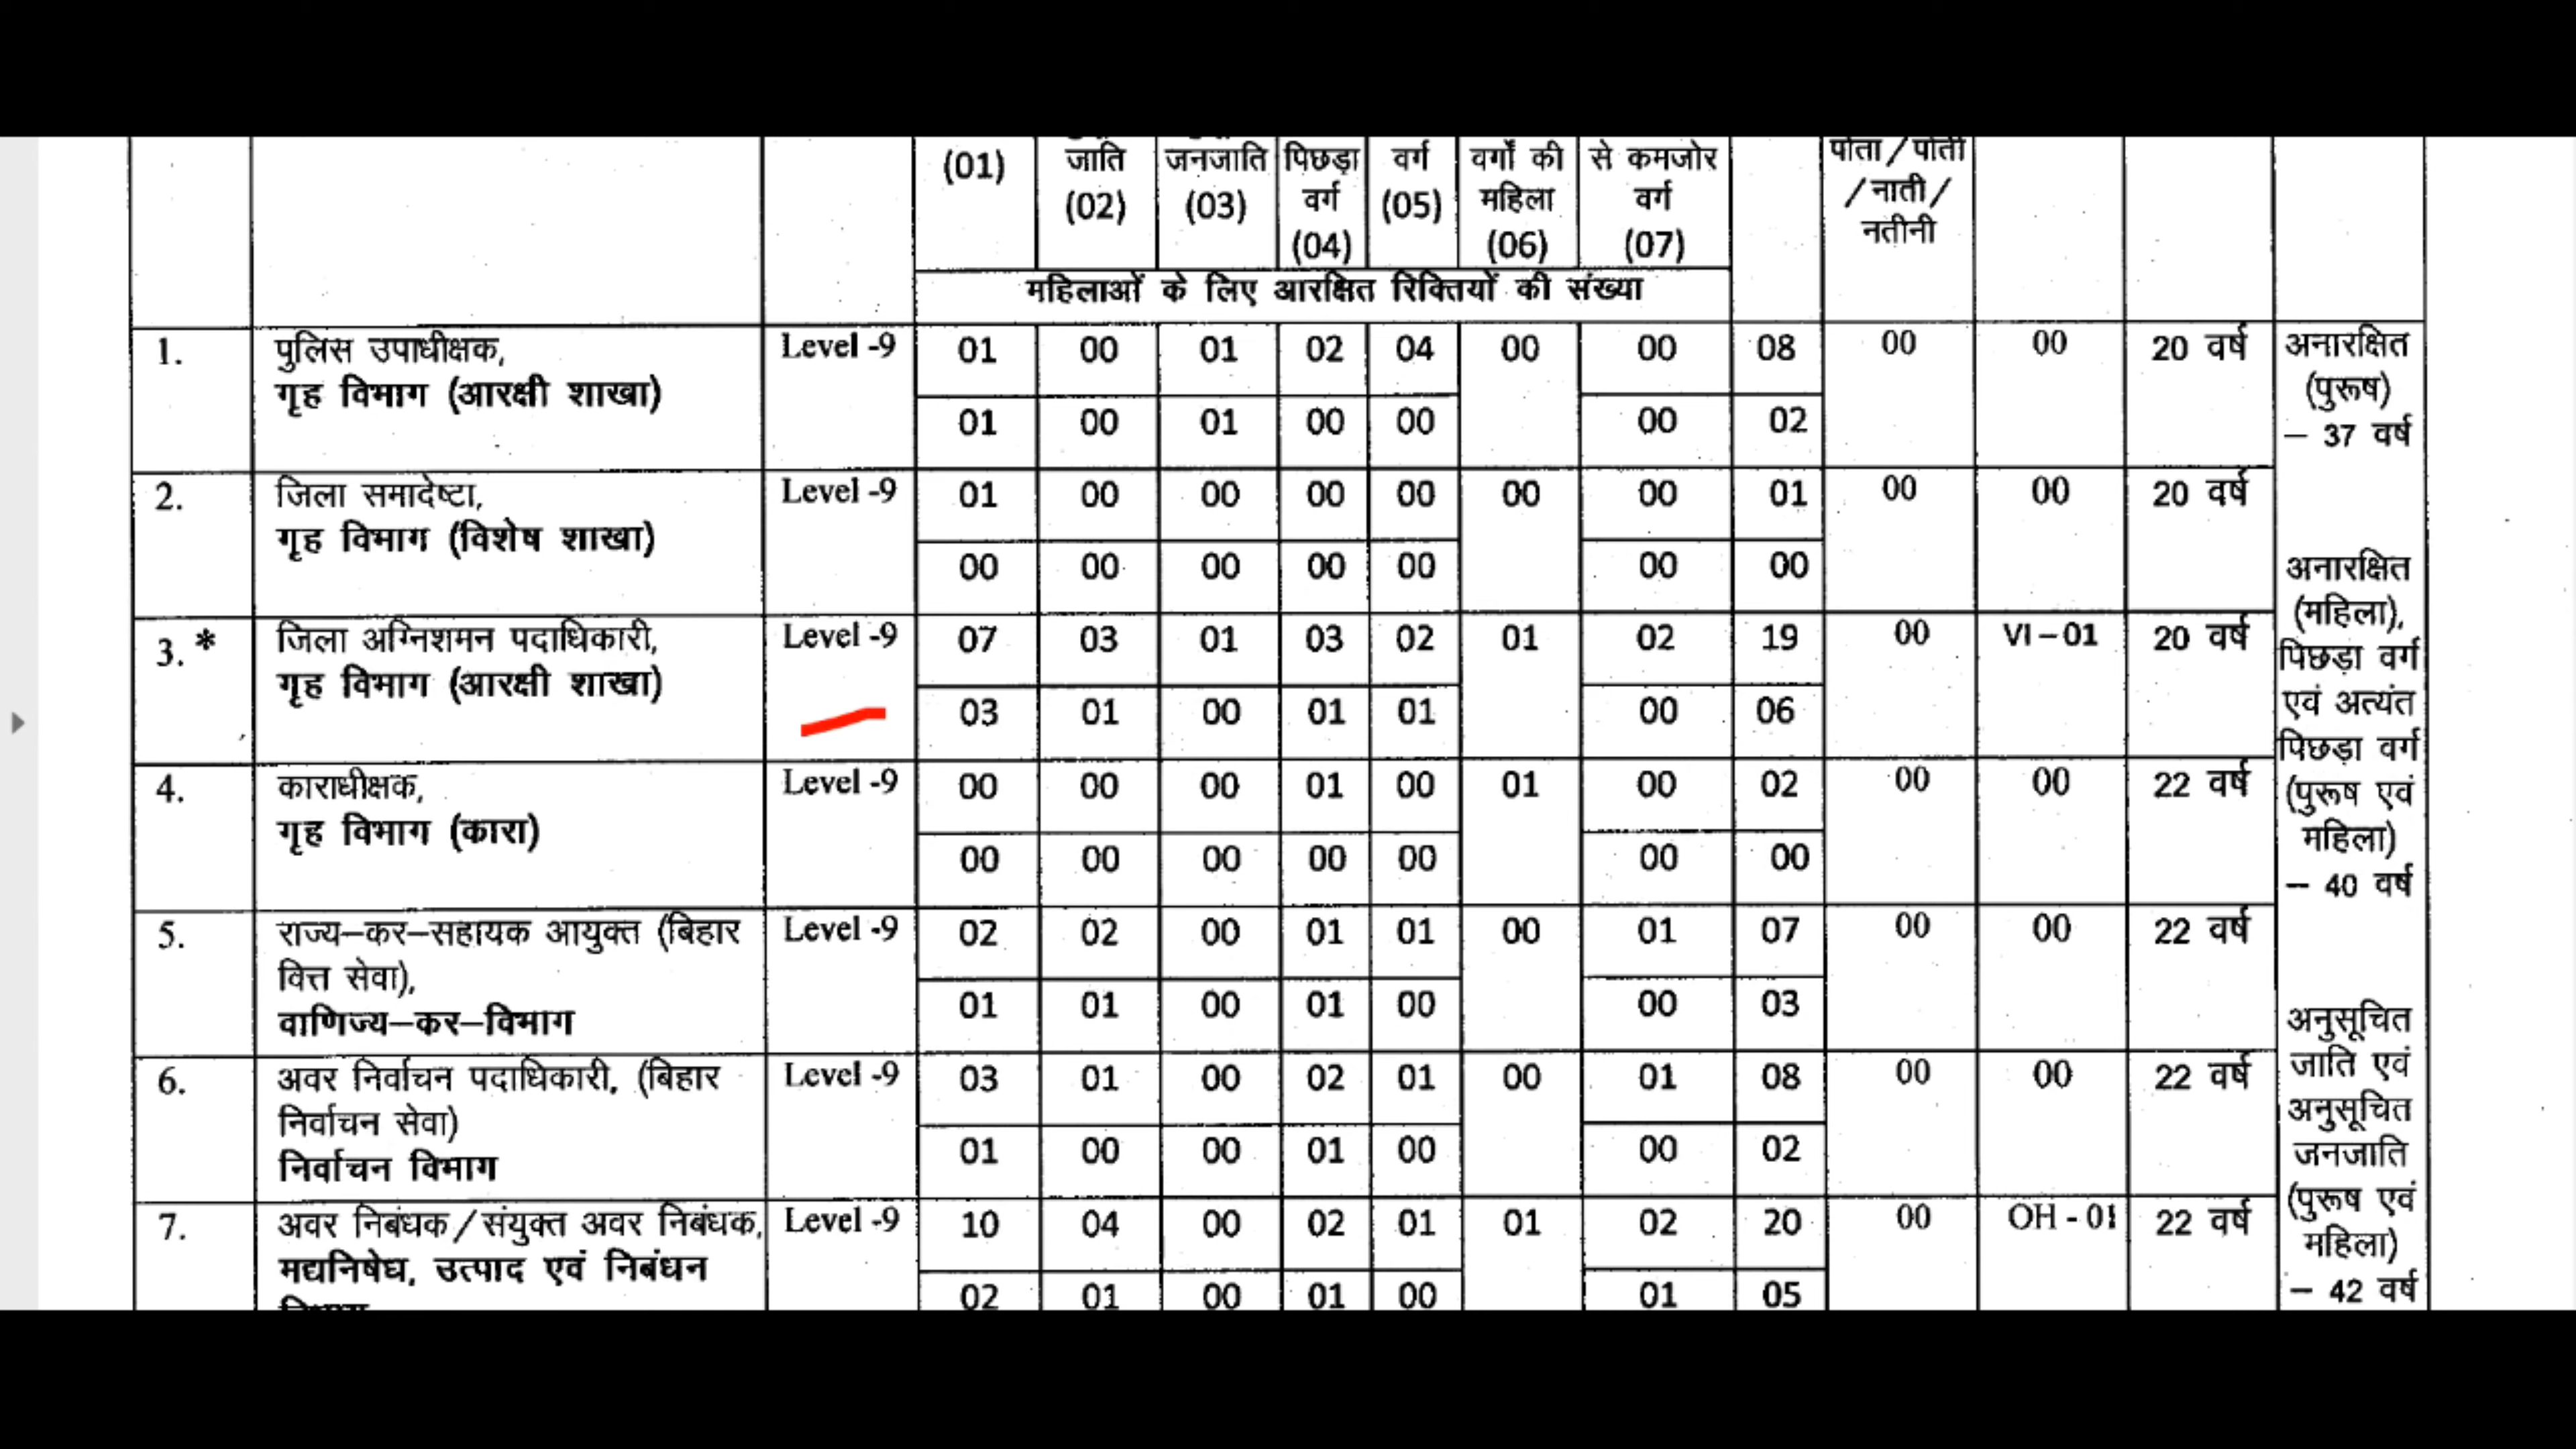 (01) जाति (02) जनजाति (03) पिछड़ा वर्ग (04) वर्ग (05) वर्गों की महिला (06) से कमजोर वर्ग (07) पोता/पोती /नाती/ नतीनी
महिलाओं के लिए आरक्षित रिक्तियों की संख्या
1. पुलिस उपाधीक्षक, Level -9 01 00 01 02 04 00 00 08 00 00 20 वर्ष
गृह विभाग (आरक्षी शाखा)
01 00 01 00 00 00 02
2. जिला समादेष्टा, Level -9 01 00 00 00 00 00 00 01 00 00 20 वर्ष
गृह विभाग (विशेष शाखा)
00 00 00 00 00 00 00
3. * जिला अग्निशमन पदाधिकारी, Level -9 07 03 01 03 02 01 02 19 00 VI – 01 20 वर्ष
गृह विभाग (आरक्षी शाखा)
03 01 00 01 01 00 06
4. काराधीक्षक, Level -9 00 00 00 01 00 01 00 02 00 00 22 वर्ष
गृह विभाग (कारा)
00 00 00 00 00 00 00
5. राज्य–कर–सहायक आयुक्त (बिहार Level -9 02 02 00 01 01 00 01 07 00 00 22 वर्ष
वित्त सेवा),
वाणिज्य–कर–विभाग
01 01 00 01 00 00 03
6. अवर निर्वाचन पदाधिकारी, (बिहार Level -9 03 01 00 02 01 00 01 08 00 00 22 वर्ष
निर्वाचन सेवा)
निर्वाचन विभाग
01 00 00 01 00 00 02
7. अवर निबंधक/संयुक्त अवर निबंधक, Level -9 10 04 00 02 01 01 02 20 00 OH - 01 22 वर्ष
मद्यनिषेध, उत्पाद एवं निबंधन
02 01 00 01 00 01 05
अनारक्षित
(पुरूष)
– 37 वर्ष
अनारक्षित
(महिला),
पिछड़ा वर्ग
एवं अत्यंत
पिछड़ा वर्ग
(पुरूष एवं
महिला)
– 40 वर्ष
अनुसूचित
जाति एवं
अनुसूचित
जनजाति
(पुरूष एवं
महिला)
– 42 वर्ष